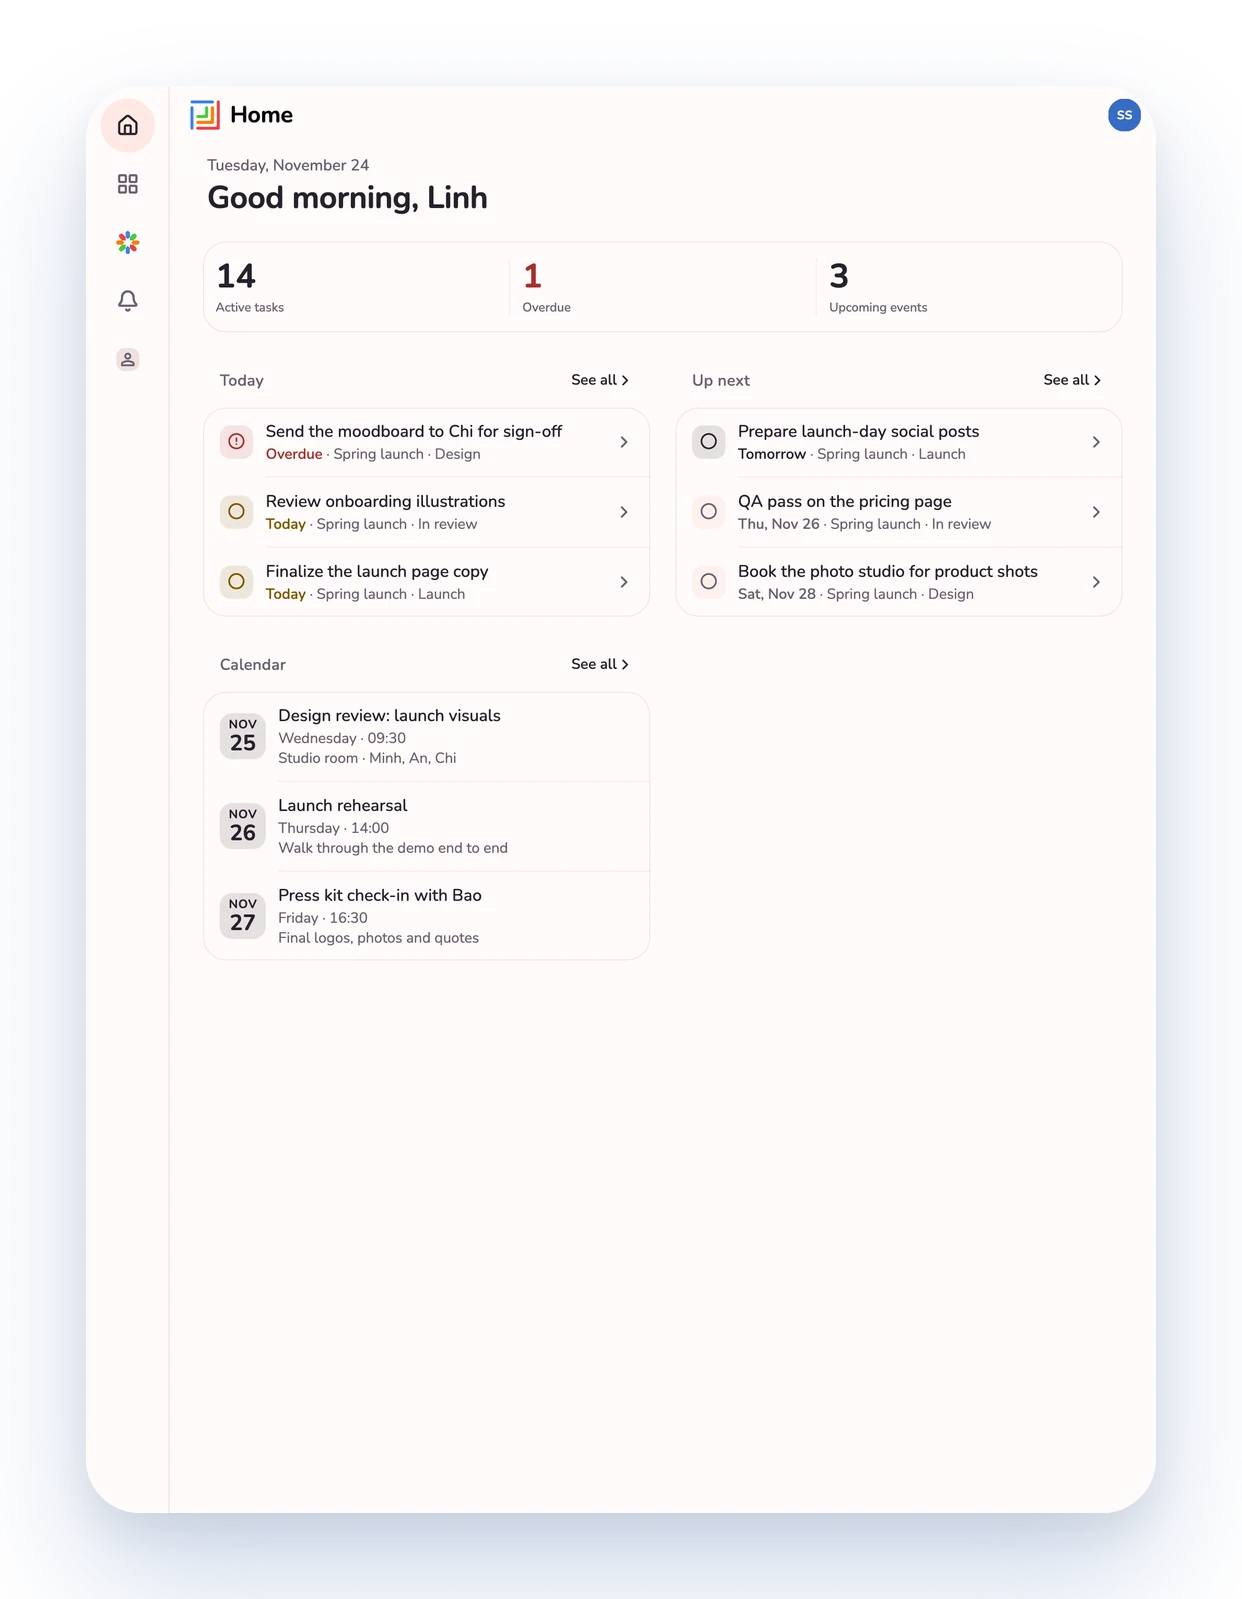 Home
SS
Tuesday, November 24
Good morning, Linh
14
Active tasks
1
Overdue
3
Upcoming events
Today
See all
Send the moodboard to Chi for sign-off
Overdue · Spring launch · Design
Review onboarding illustrations
Today · Spring launch · In review
Finalize the launch page copy
Today · Spring launch · Launch
Up next
See all
Prepare launch-day social posts
Tomorrow · Spring launch · Launch
QA pass on the pricing page
Thu, Nov 26 · Spring launch · In review
Book the photo studio for product shots
Sat, Nov 28 · Spring launch · Design
Calendar
See all
NOV
25
Design review: launch visuals
Wednesday · 09:30
Studio room · Minh, An, Chi
NOV
26
Launch rehearsal
Thursday · 14:00
Walk through the demo end to end
NOV
27
Press kit check-in with Bao
Friday · 16:30
Final logos, photos and quotes